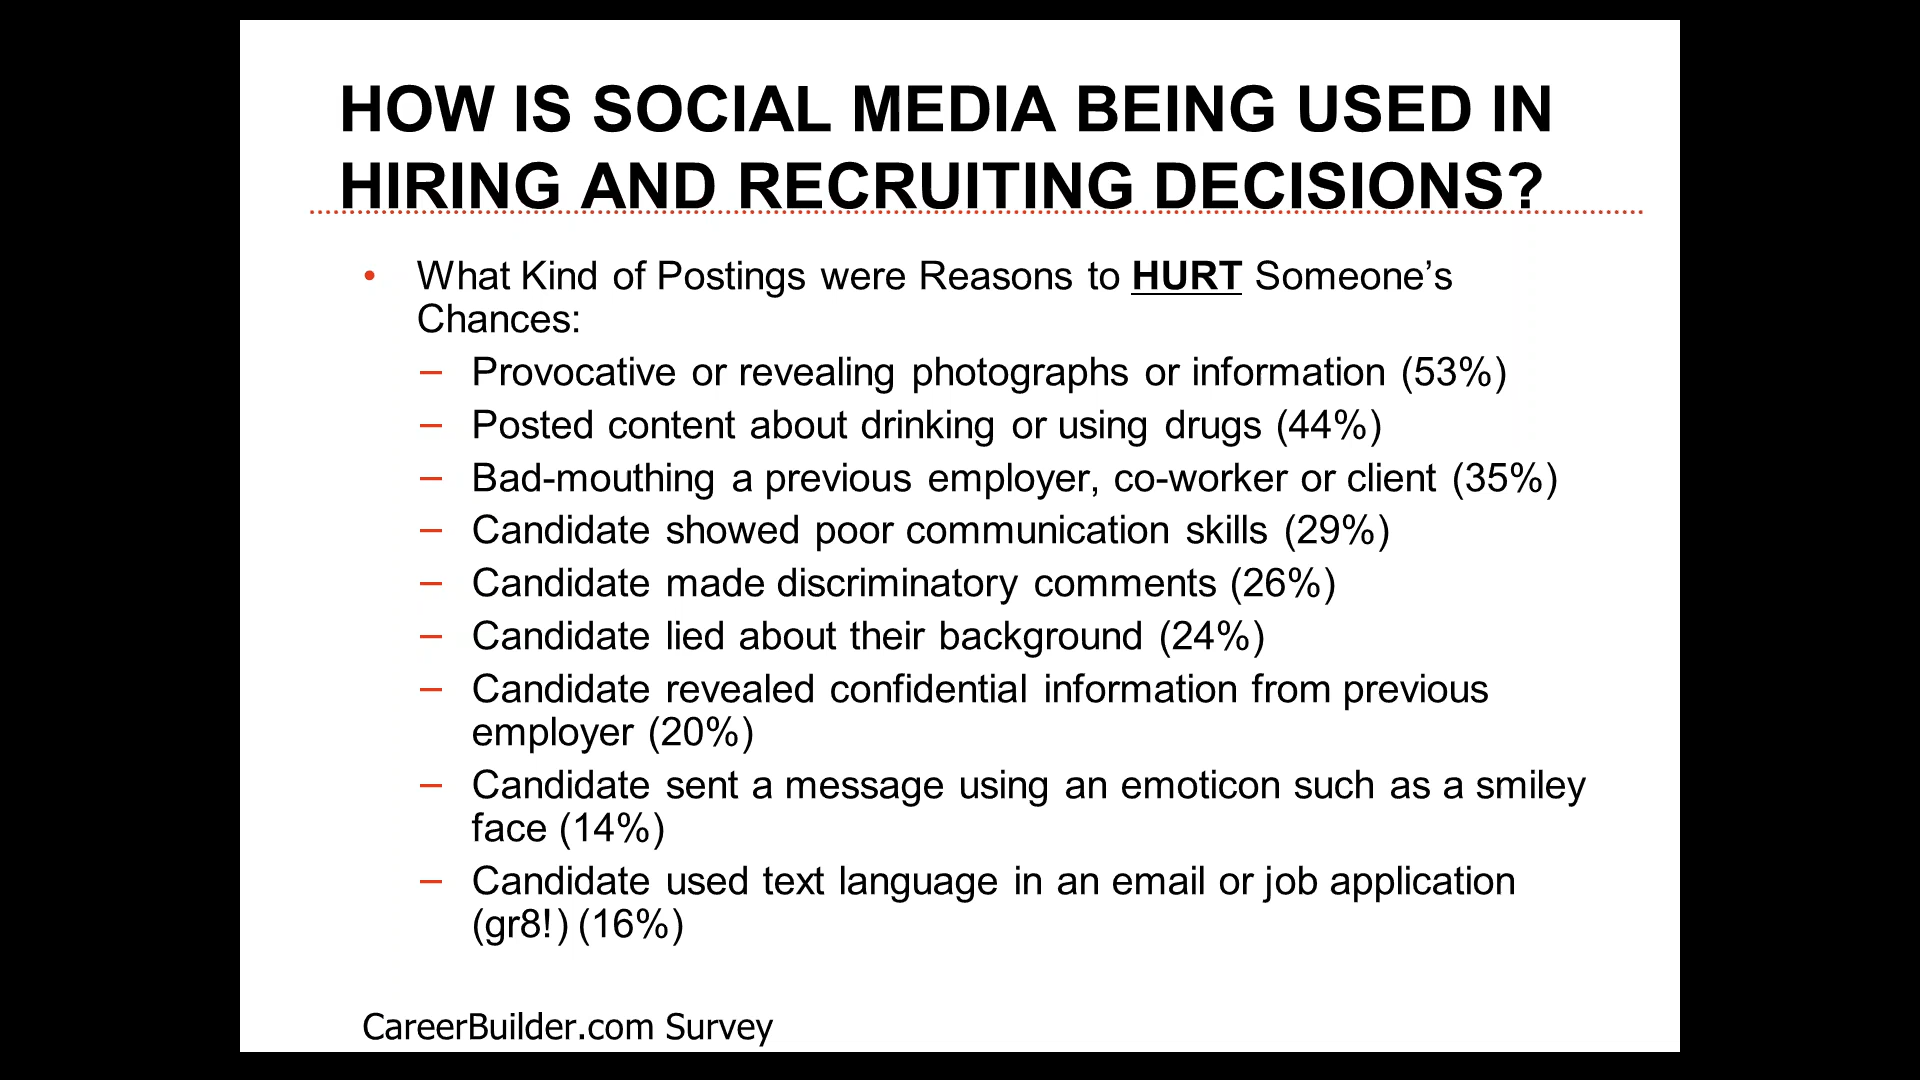 HOW IS SOCIAL MEDIA BEING USED IN
HIRING AND RECRUITING DECISIONS?
• What Kind of Postings were Reasons to HURT Someone’s
Chances:
– Provocative or revealing photographs or information (53%)
– Posted content about drinking or using drugs (44%)
– Bad-mouthing a previous employer, co-worker or client (35%)
– Candidate showed poor communication skills (29%)
– Candidate made discriminatory comments (26%)
– Candidate lied about their background (24%)
– Candidate revealed confidential information from previous
employer (20%)
– Candidate sent a message using an emoticon such as a smiley
face (14%)
– Candidate used text language in an email or job application
(gr8!) (16%)
CareerBuilder.com Survey